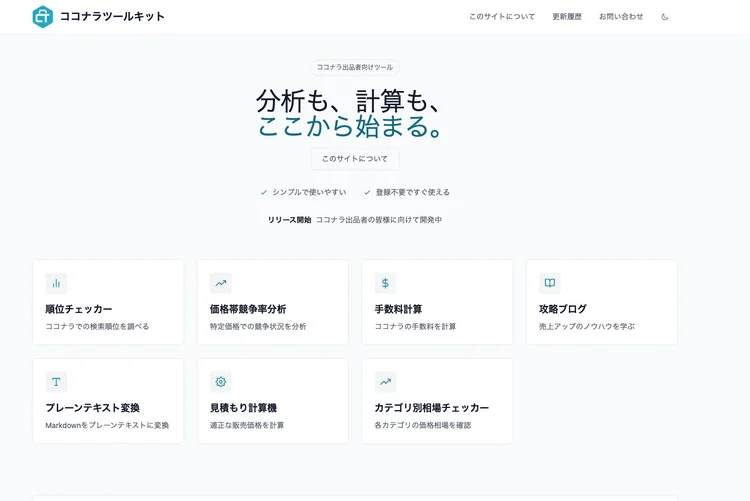 ココナラツールキット
このサイトについて
更新履歴
お問い合わせ
ココナラ出品者向けツール
分析も、計算も、
ここから始まる。
このサイトについて
シンプルで使いやすい
登録不要ですぐ使える
リリース開始 ココナラ出品者の皆様に向けて開発中
順位チェッカー
ココナラでの検索順位を調べる
価格帯競争率分析
特定価格での競争状況を分析
手数料計算
ココナラの手数料を計算
攻略ブログ
売上アップのノウハウを学ぶ
プレーンテキスト変換
Markdownをプレーンテキストに変換
見積もり計算機
適正な販売価格を計算
カテゴリ別相場チェッカー
各カテゴリの価格相場を確認